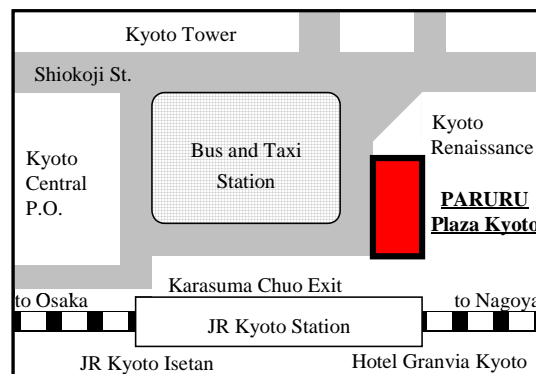 Kyoto Tower
Shiokoji St.
Kyoto
Central
P.O.
Bus and Taxi
Station
Kyoto
Renaissance
PARURU
Plaza Kyoto
Karasuma Chuo Exit
to Osaka
to Nagoya
JR Kyoto Station
JR Kyoto Isetan
Hotel Granvia Kyoto